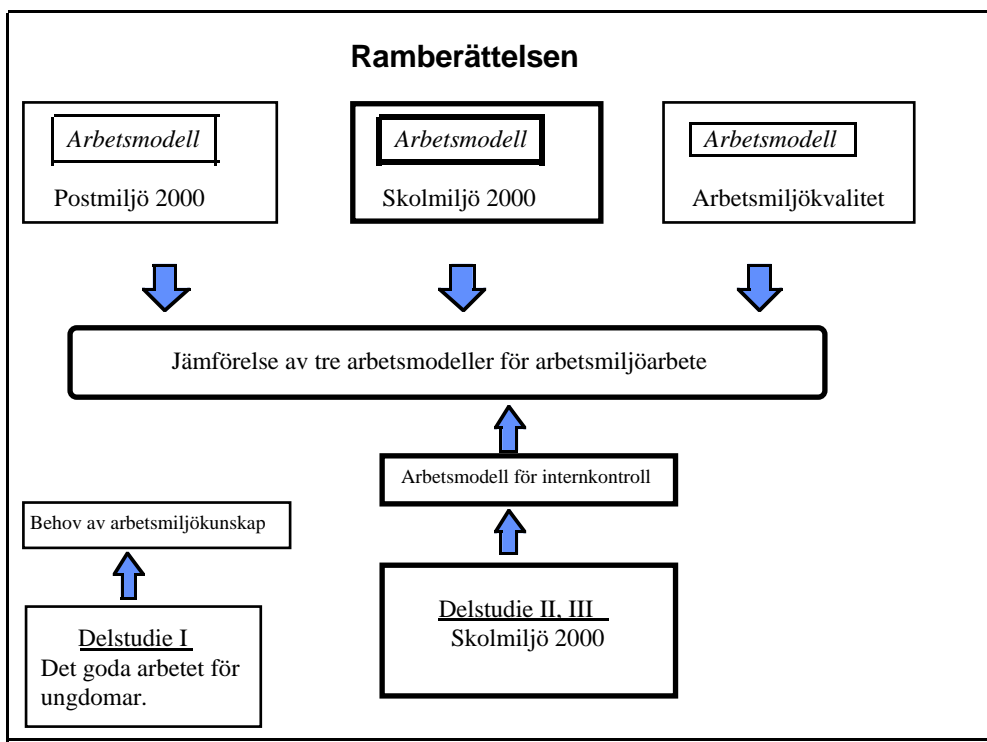 Ramberättelsen
Arbetsmodell
Postmiljö 2000
Arbetsmodell
Skolmiljö 2000
Arbetsmodell
Arbetsmiljökvalitet
Jämförelse av tre arbetsmodeller för arbetsmiljöarbete
Arbetsmodell för internkontroll
Behov av arbetsmiljökunskap
Delstudie I
Det goda arbetet för
ungdomar.
Delstudie II, III
Skolmiljö 2000